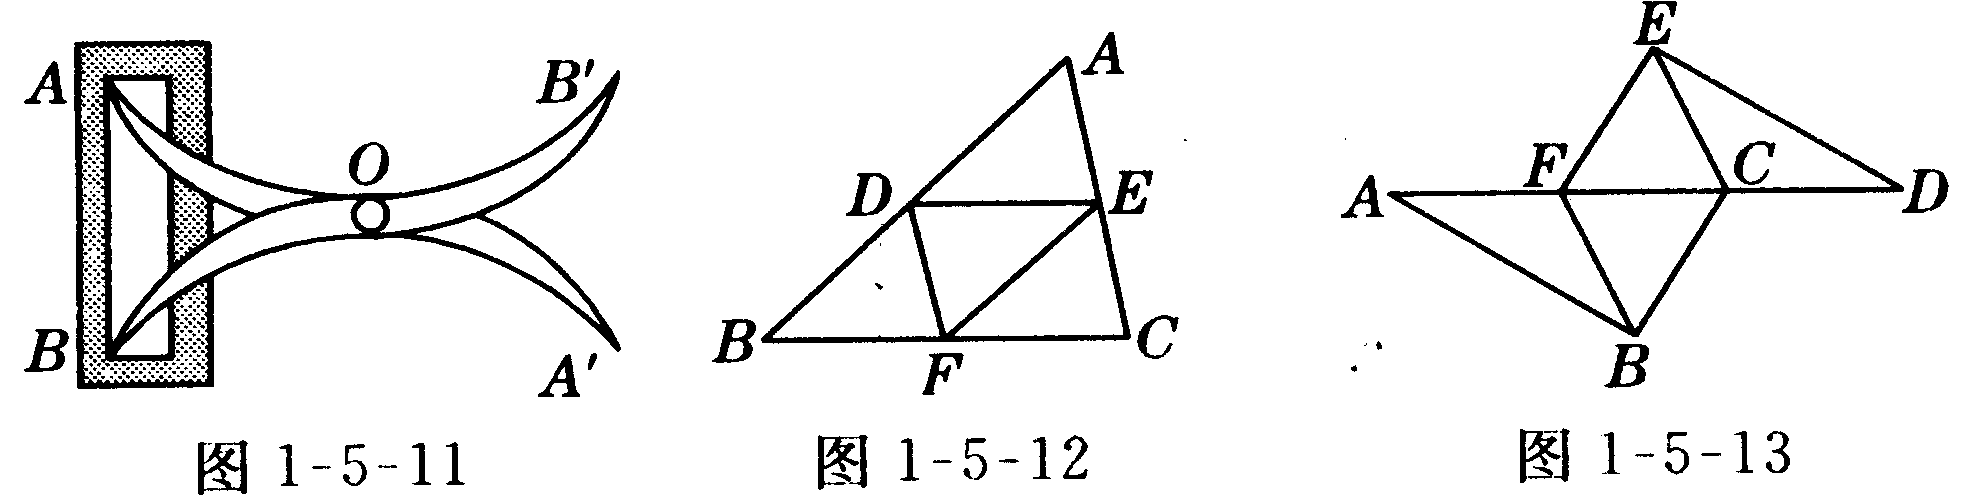 A
B
O
B′
A′
图 1-5-11
A
D
E
B
F
C
图 1-5-12
E
F
C
A
D
B
图 1-5-13